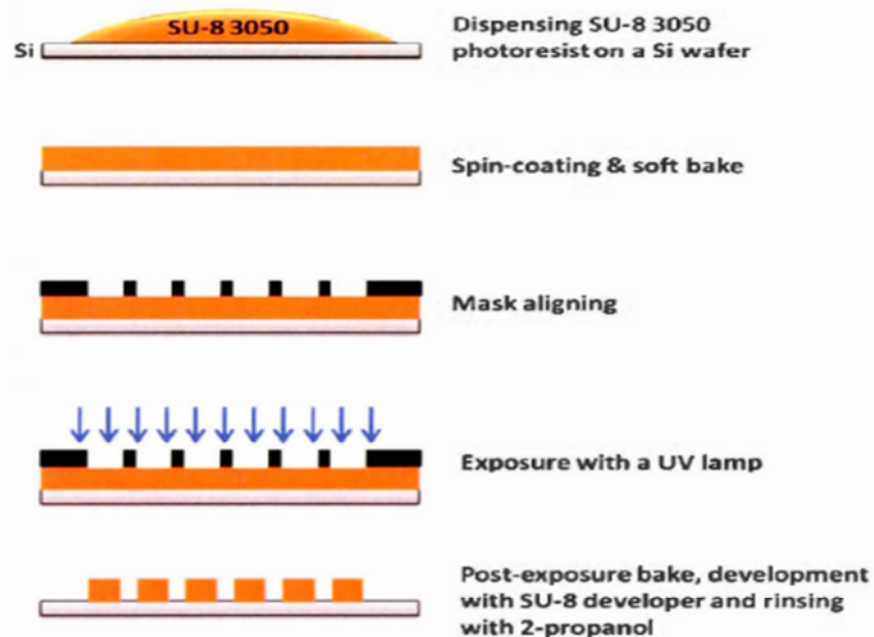 SU-8 3050
Si
Dispensing SU-8 3050
photoresist on a Si wafer
Spin-coating & soft bake
Mask aligning
Exposure with a UV lamp
Post-exposure bake, development
with SU-8 developer and rinsing
with 2-propanol